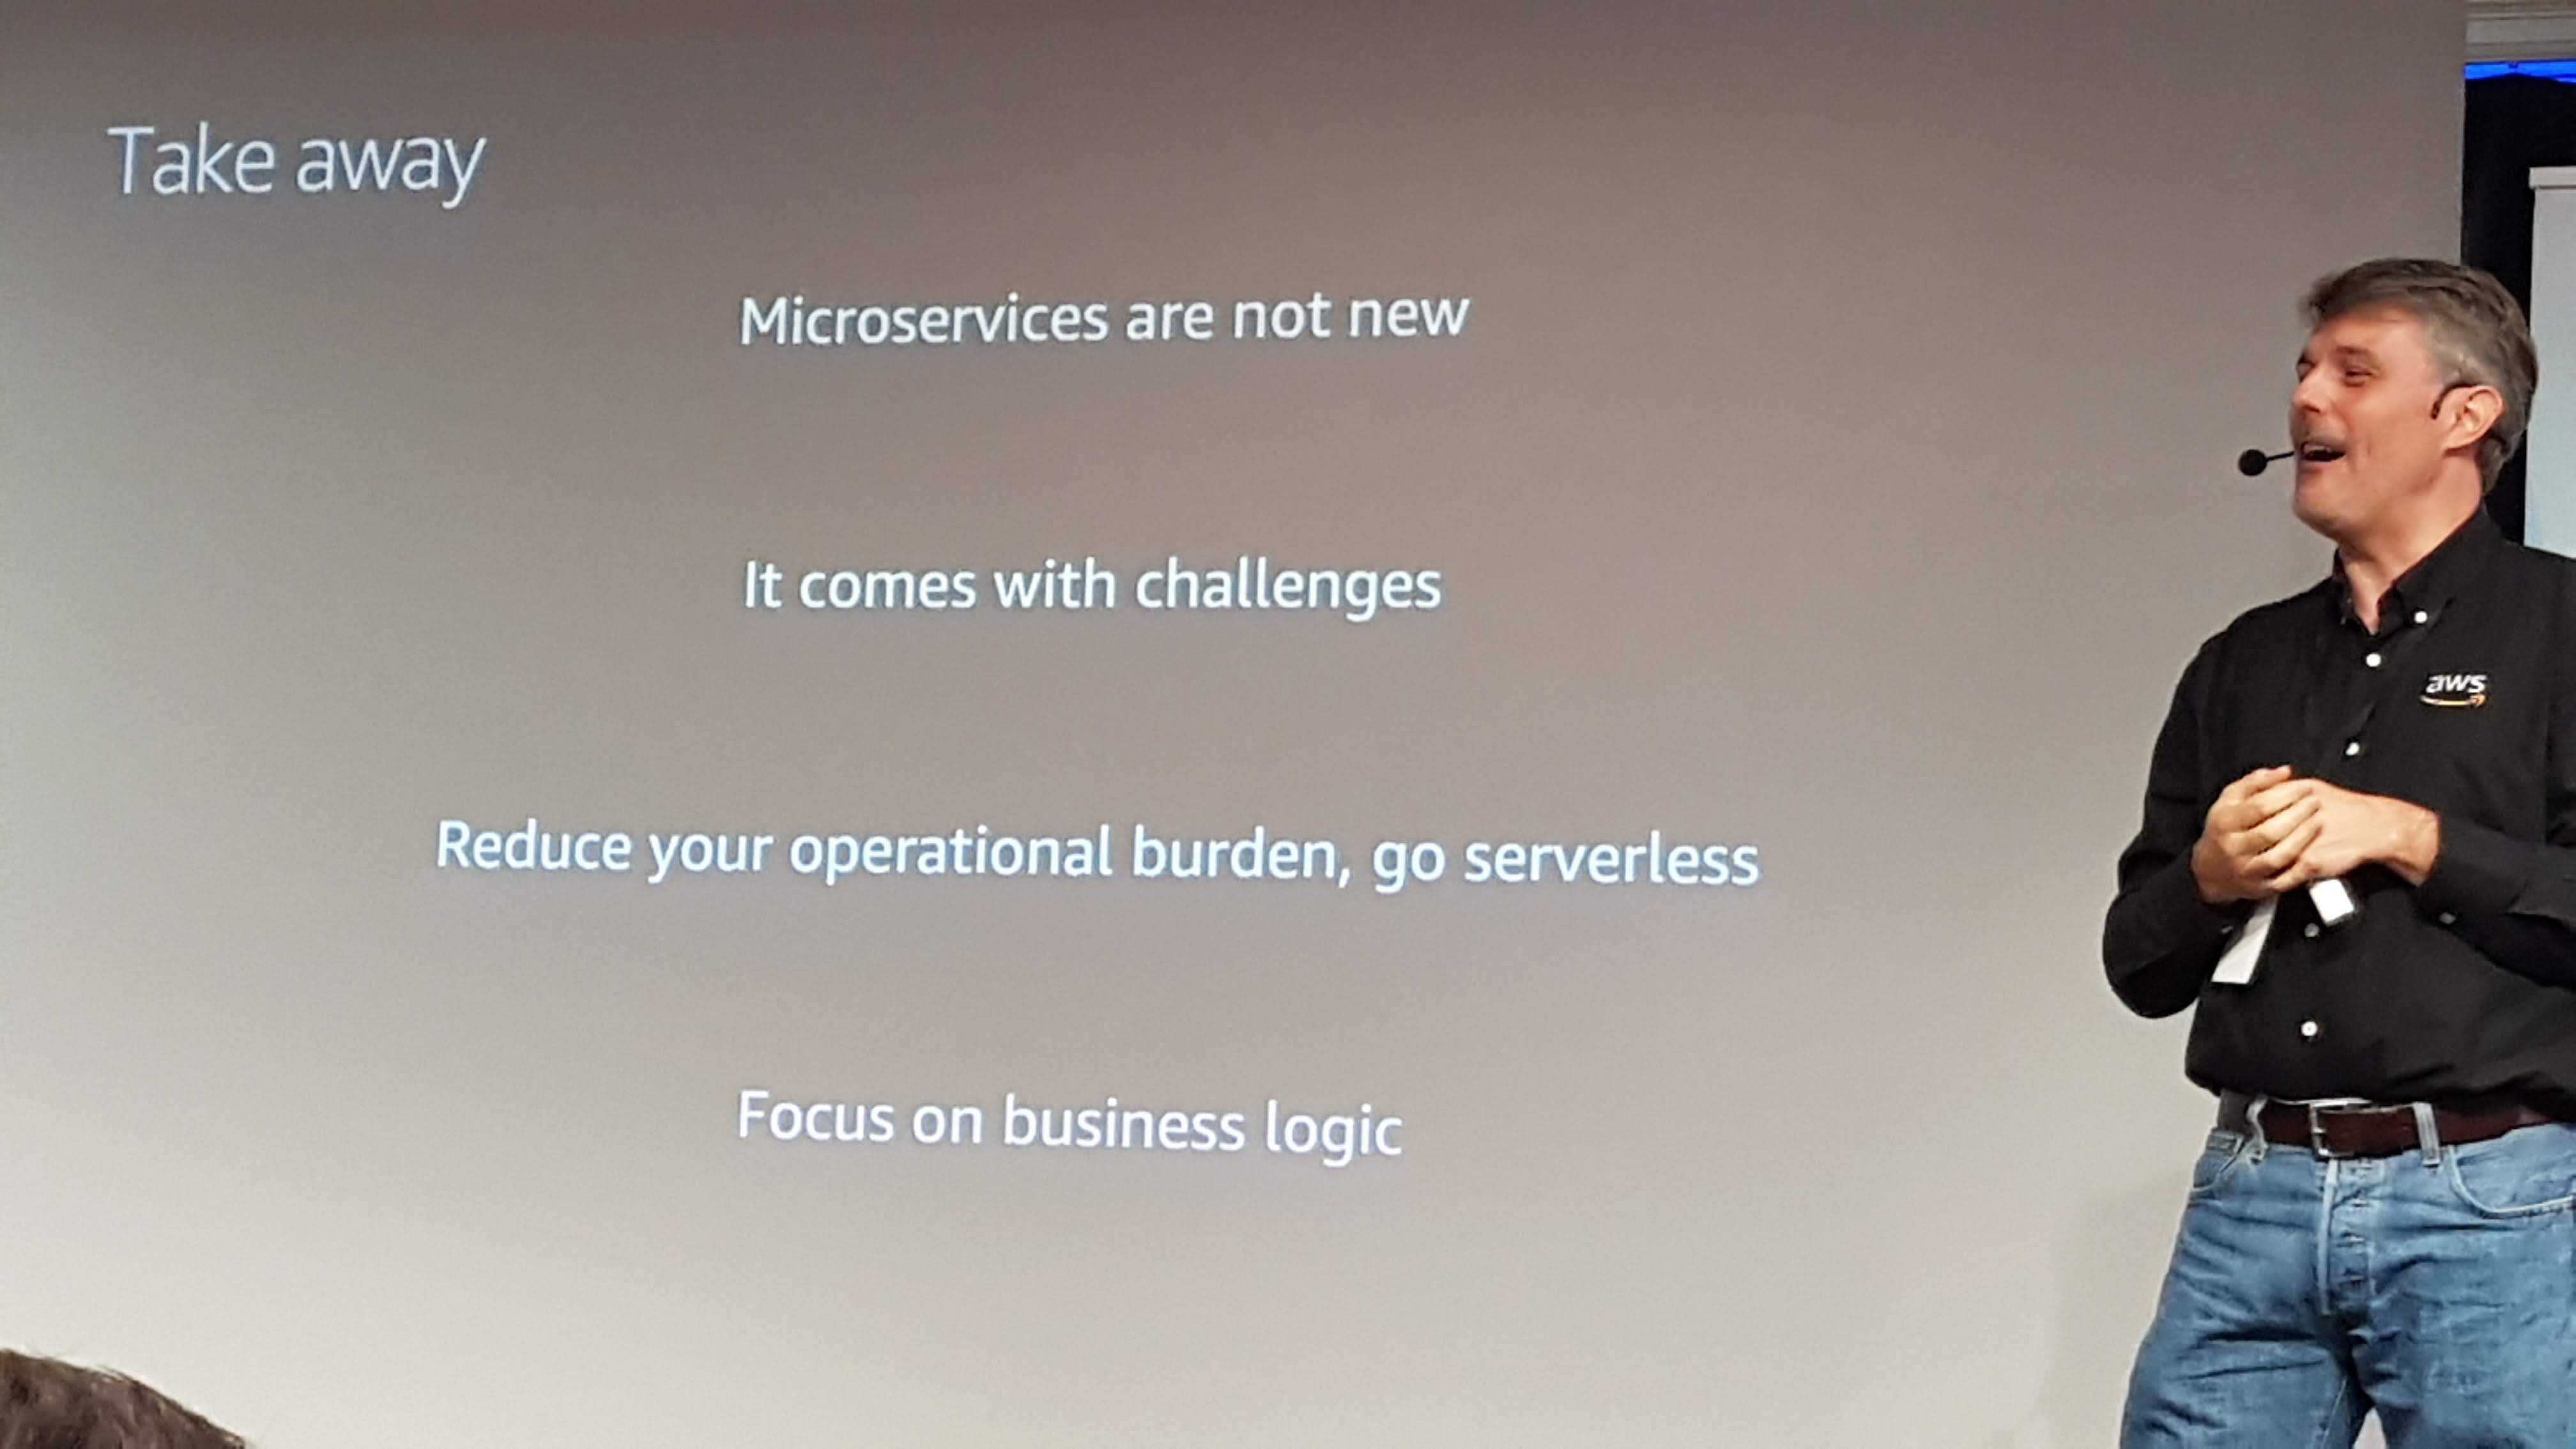 Take away
Microservices are not new
It comes with challenges
Reduce your operational burden, go serverless
Focus on business logic
aws